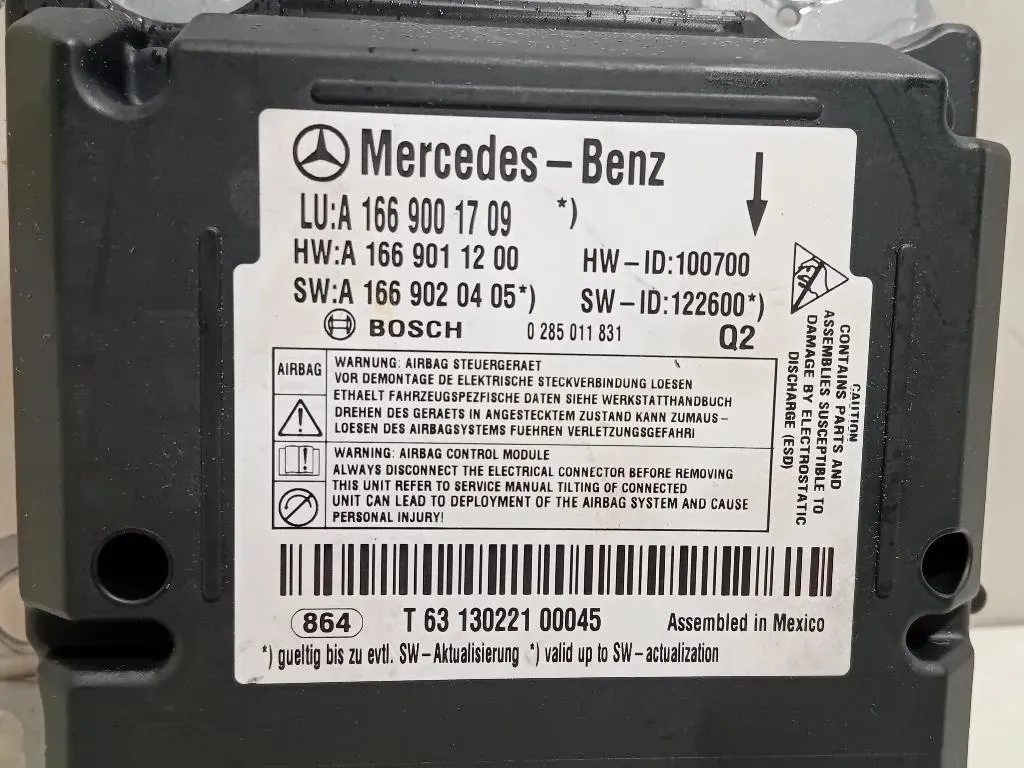 Mercedes-Benz
LU:A 166 900 17 09 *)
HW:A 166 901 12 00 HW-ID:100700
SW:A 166 902 04 05*) SW-ID:122600*)
BOSCH 0 285 011 831 Q2
AIRBAG
WARNUNG: AIRBAG STEUERGERAET
VOR DEMONTAGE DE ELEKTRISCHE STECKVERBINDUNG LOESEN
ETHAELT FAHRZEUGSPEZFISCHE DATEN SIEHE WERKSTATTHANDBUCH
DREHEN DES GERAETS IN ANGESTECKTEM ZUSTAND KANN ZUMAUS-
LOESEN DES AIRBAGSYSTEMS FUEHREN VERLETZUNGSGEFAHRI
WARNING: AIRBAG CONTROL MODULE
ALWAYS DISCONNECT THE ELECTRICAL CONNECTOR BEFORE REMOVING
THIS UNIT REFER TO SERVICE MANUAL TILTING OF CONNECTED
UNIT CAN LEAD TO DEPLOYMENT OF THE AIRBAG SYSTEM AND CAUSE
PERSONAL INJURY!
CAUTION
CONTAINS PARTS AND
ASSEMBLIES SUSCEPTIBLE TO
DAMAGE BY ELECTROSTATIC
DISCHARGE (ESD)
864 T 63 130221 00045 Assembled in Mexico
*) gueltig bis zu evtl. SW-Aktualisierung *) valid up to SW-actualization